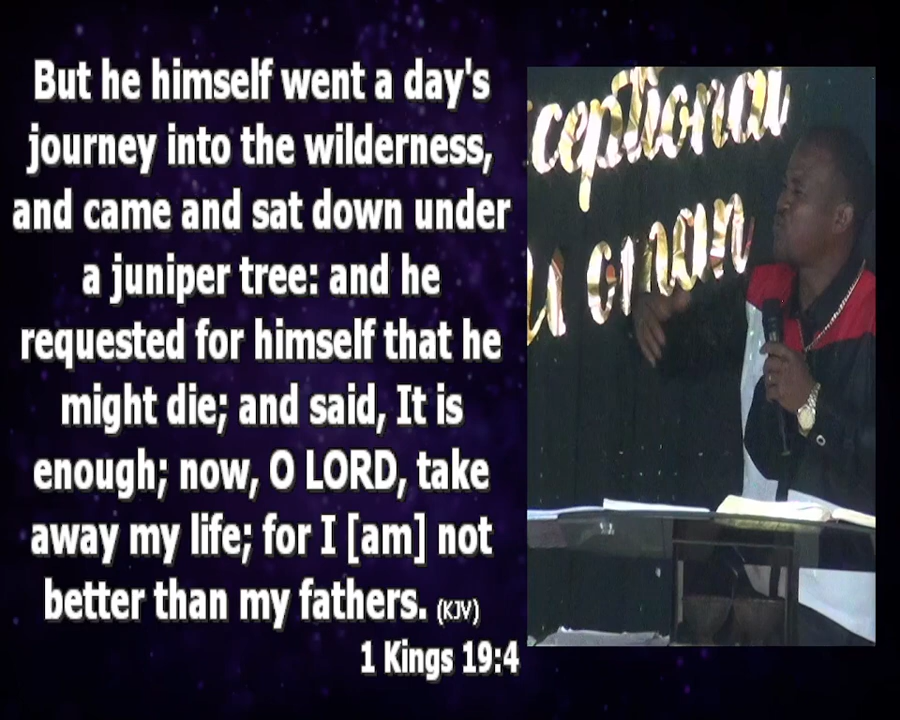 But he himself went a day's
journey into the wilderness,
and came and sat down under
a juniper tree: and he
requested for himself that he
might die; and said, It is
enough; now, O LORD, take
away my life; for I [am] not
better than my fathers. (KJV)
1 Kings 19:4
ceptional